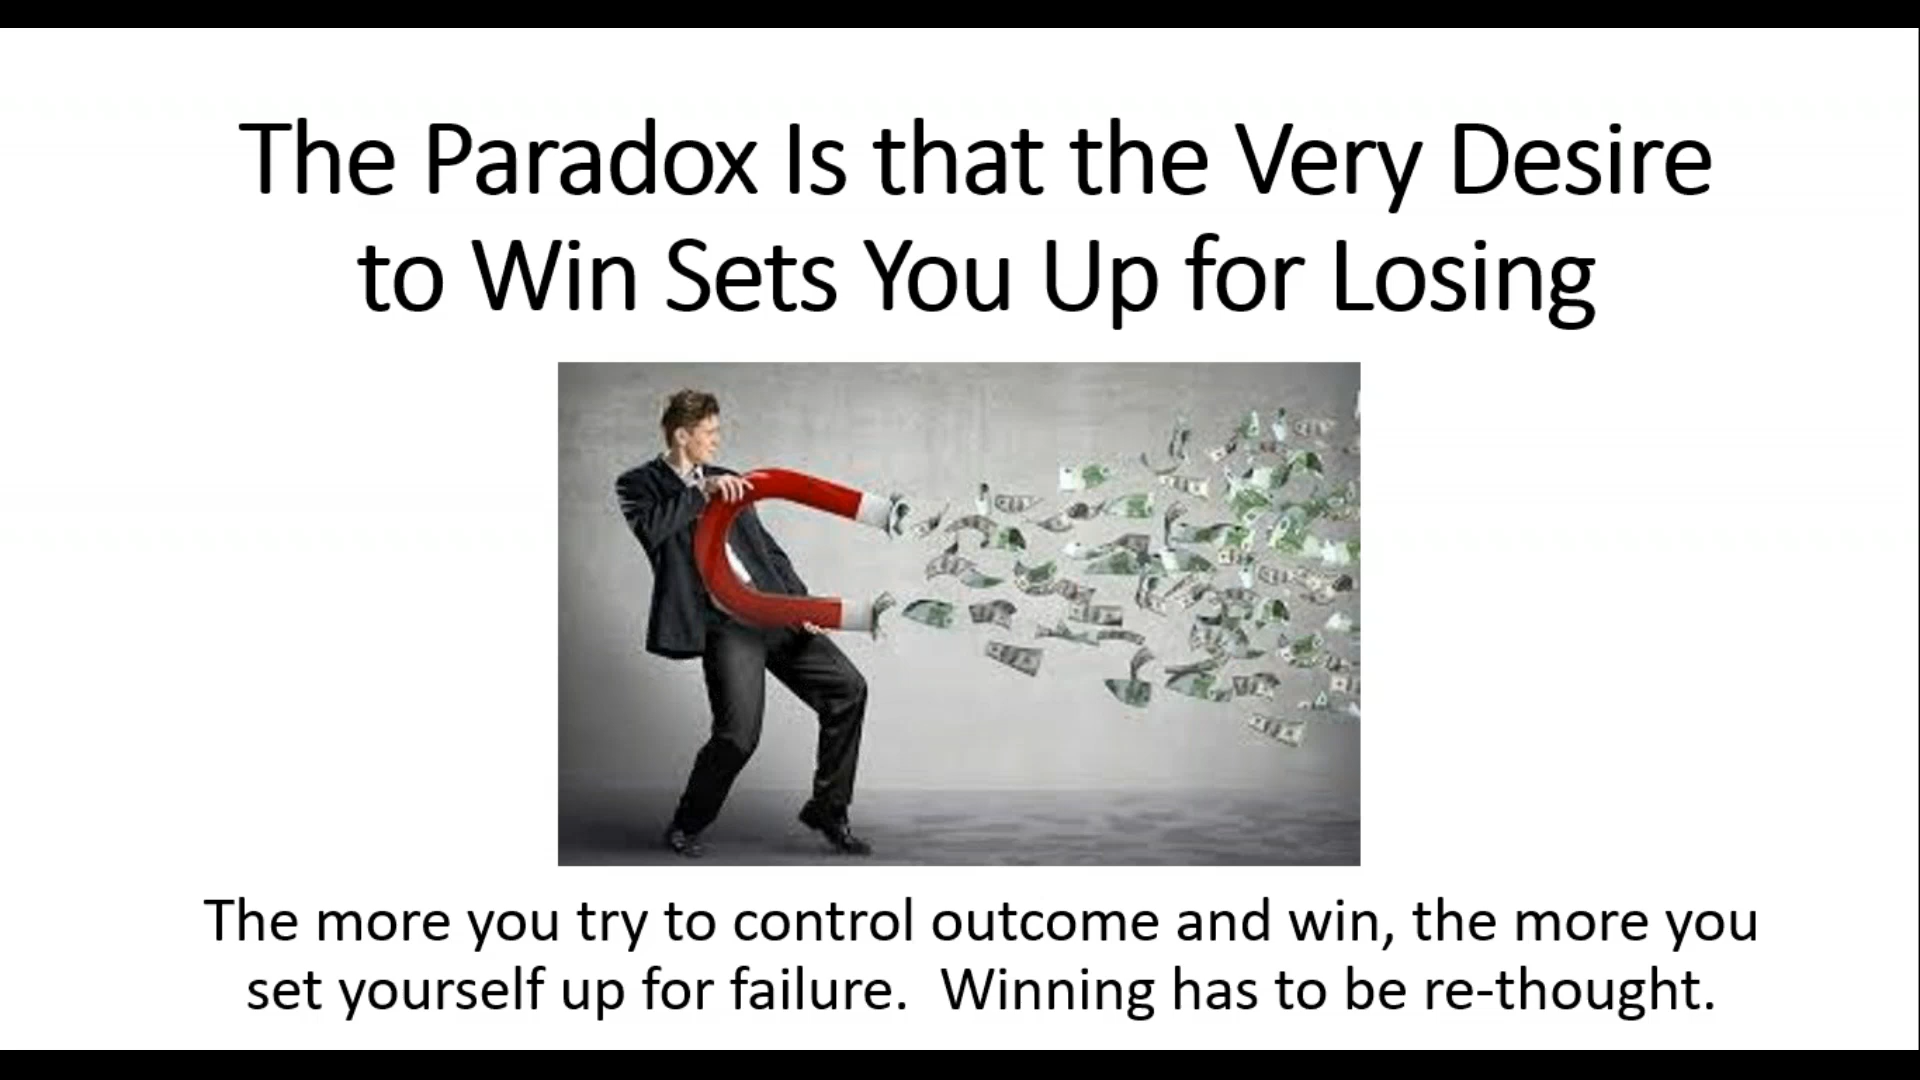 The Paradox Is that the Very Desire
to Win Sets You Up for Losing
The more you try to control outcome and win, the more you
set yourself up for failure.  Winning has to be re-thought.